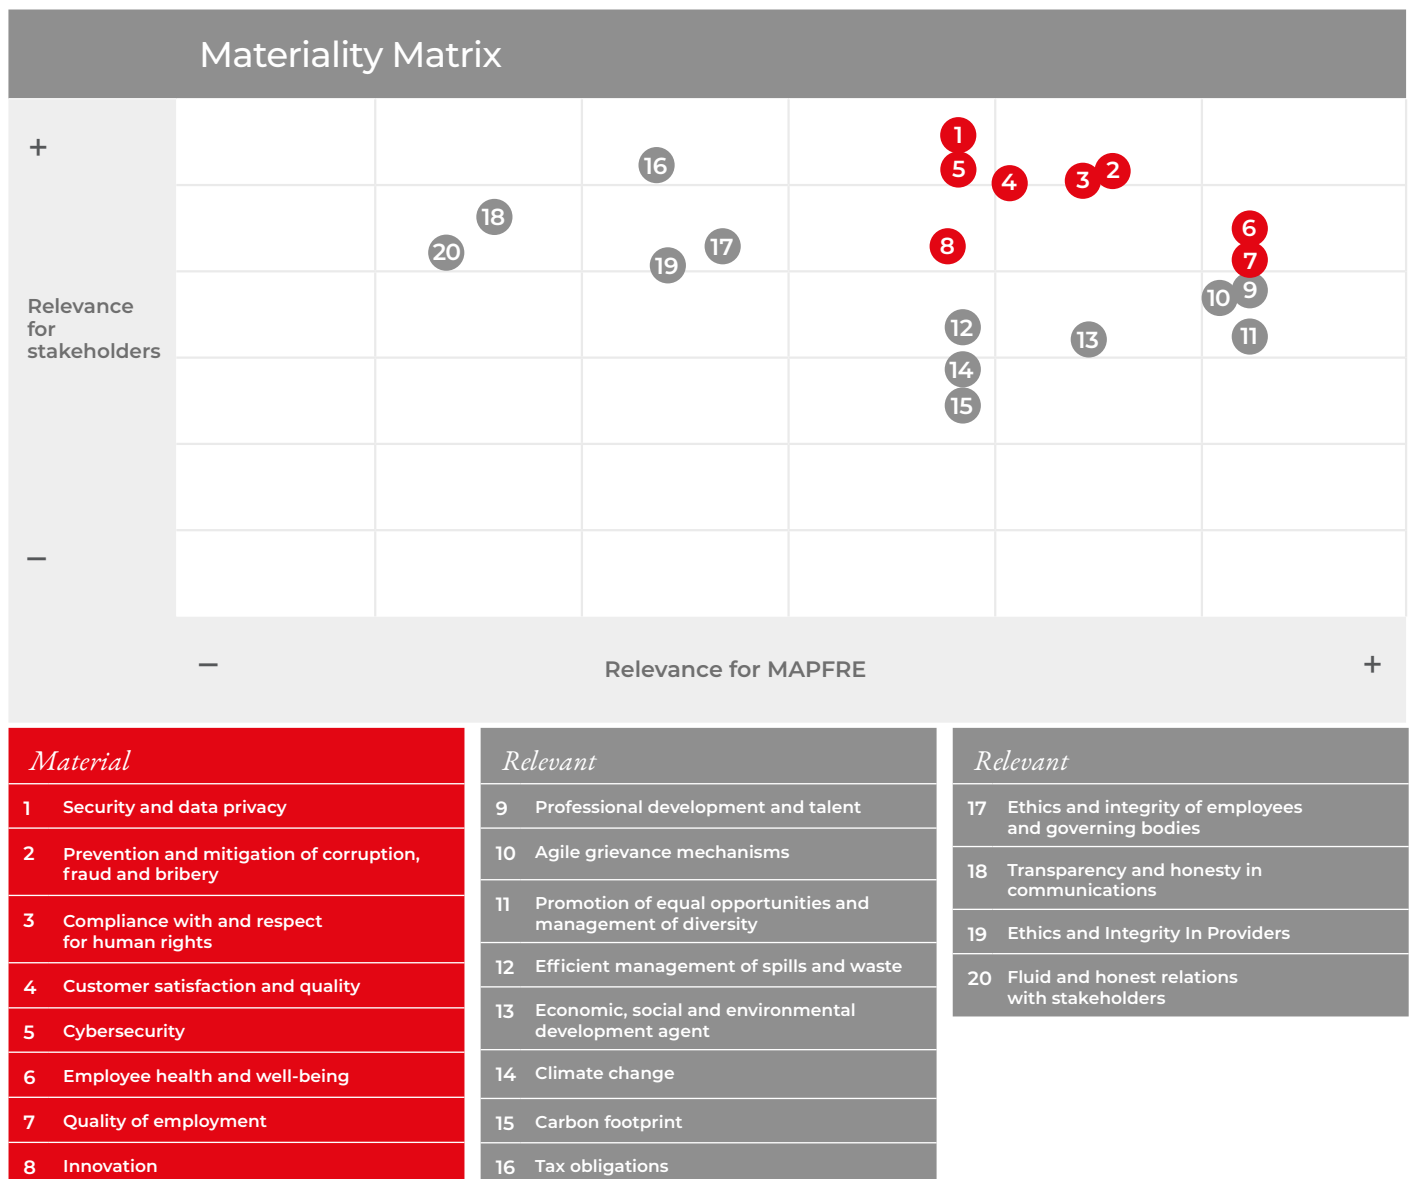 Materiality Matrix
+
1
16
5
4
3
2
18
6
20
19
17
8
7
10
9
Relevance
for
stakeholders
12
13
11
14
15
−
−
Relevance for MAPFRE
+
Material
1 Security and data privacy
2 Prevention and mitigation of corruption,
fraud and bribery
3 Compliance with and respect
for human rights
4 Customer satisfaction and quality
5 Cybersecurity
6 Employee health and well-being
7 Quality of employment
8 Innovation
Relevant
9 Professional development and talent
10 Agile grievance mechanisms
11 Promotion of equal opportunities and
management of diversity
12 Efficient management of spills and waste
13 Economic, social and environmental
development agent
14 Climate change
15 Carbon footprint
16 Tax obligations
Relevant
17 Ethics and integrity of employees
and governing bodies
18 Transparency and honesty in
communications
19 Ethics and Integrity In Providers
20 Fluid and honest relations
with stakeholders